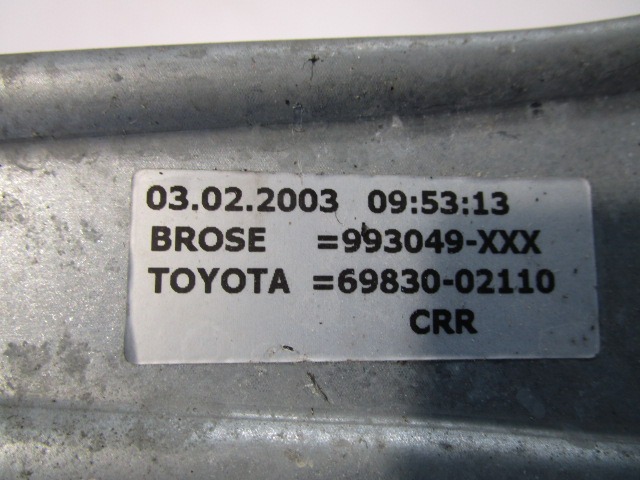 03.02.2003 09:53:13
BROSE =993049-XXX
TOYOTA =69830-02110
CRR